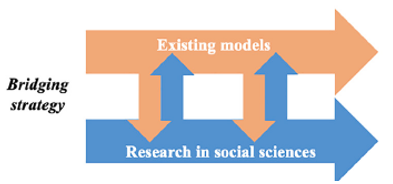 Existing models
Bridging
strategy
Research in social sciences